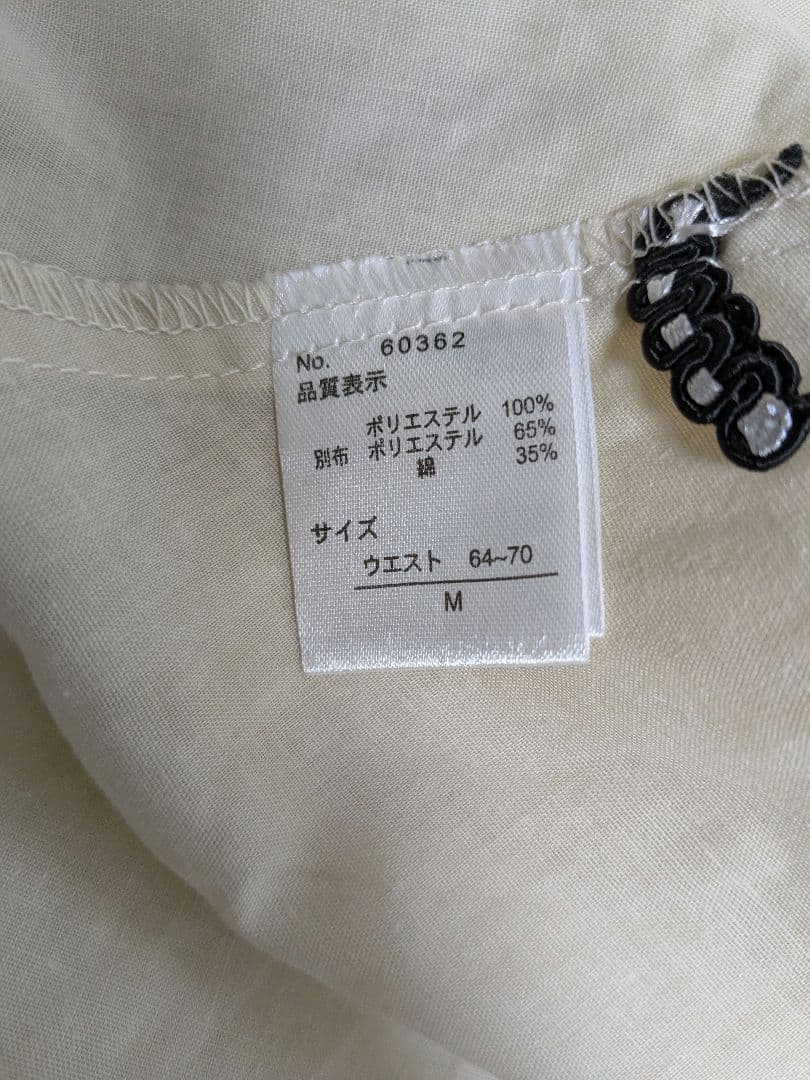 No. 60362
品質表示
ポリエステル 100%
別布 ポリエステル 65%
綿 35%
サイズ
ウエスト 64~70
M